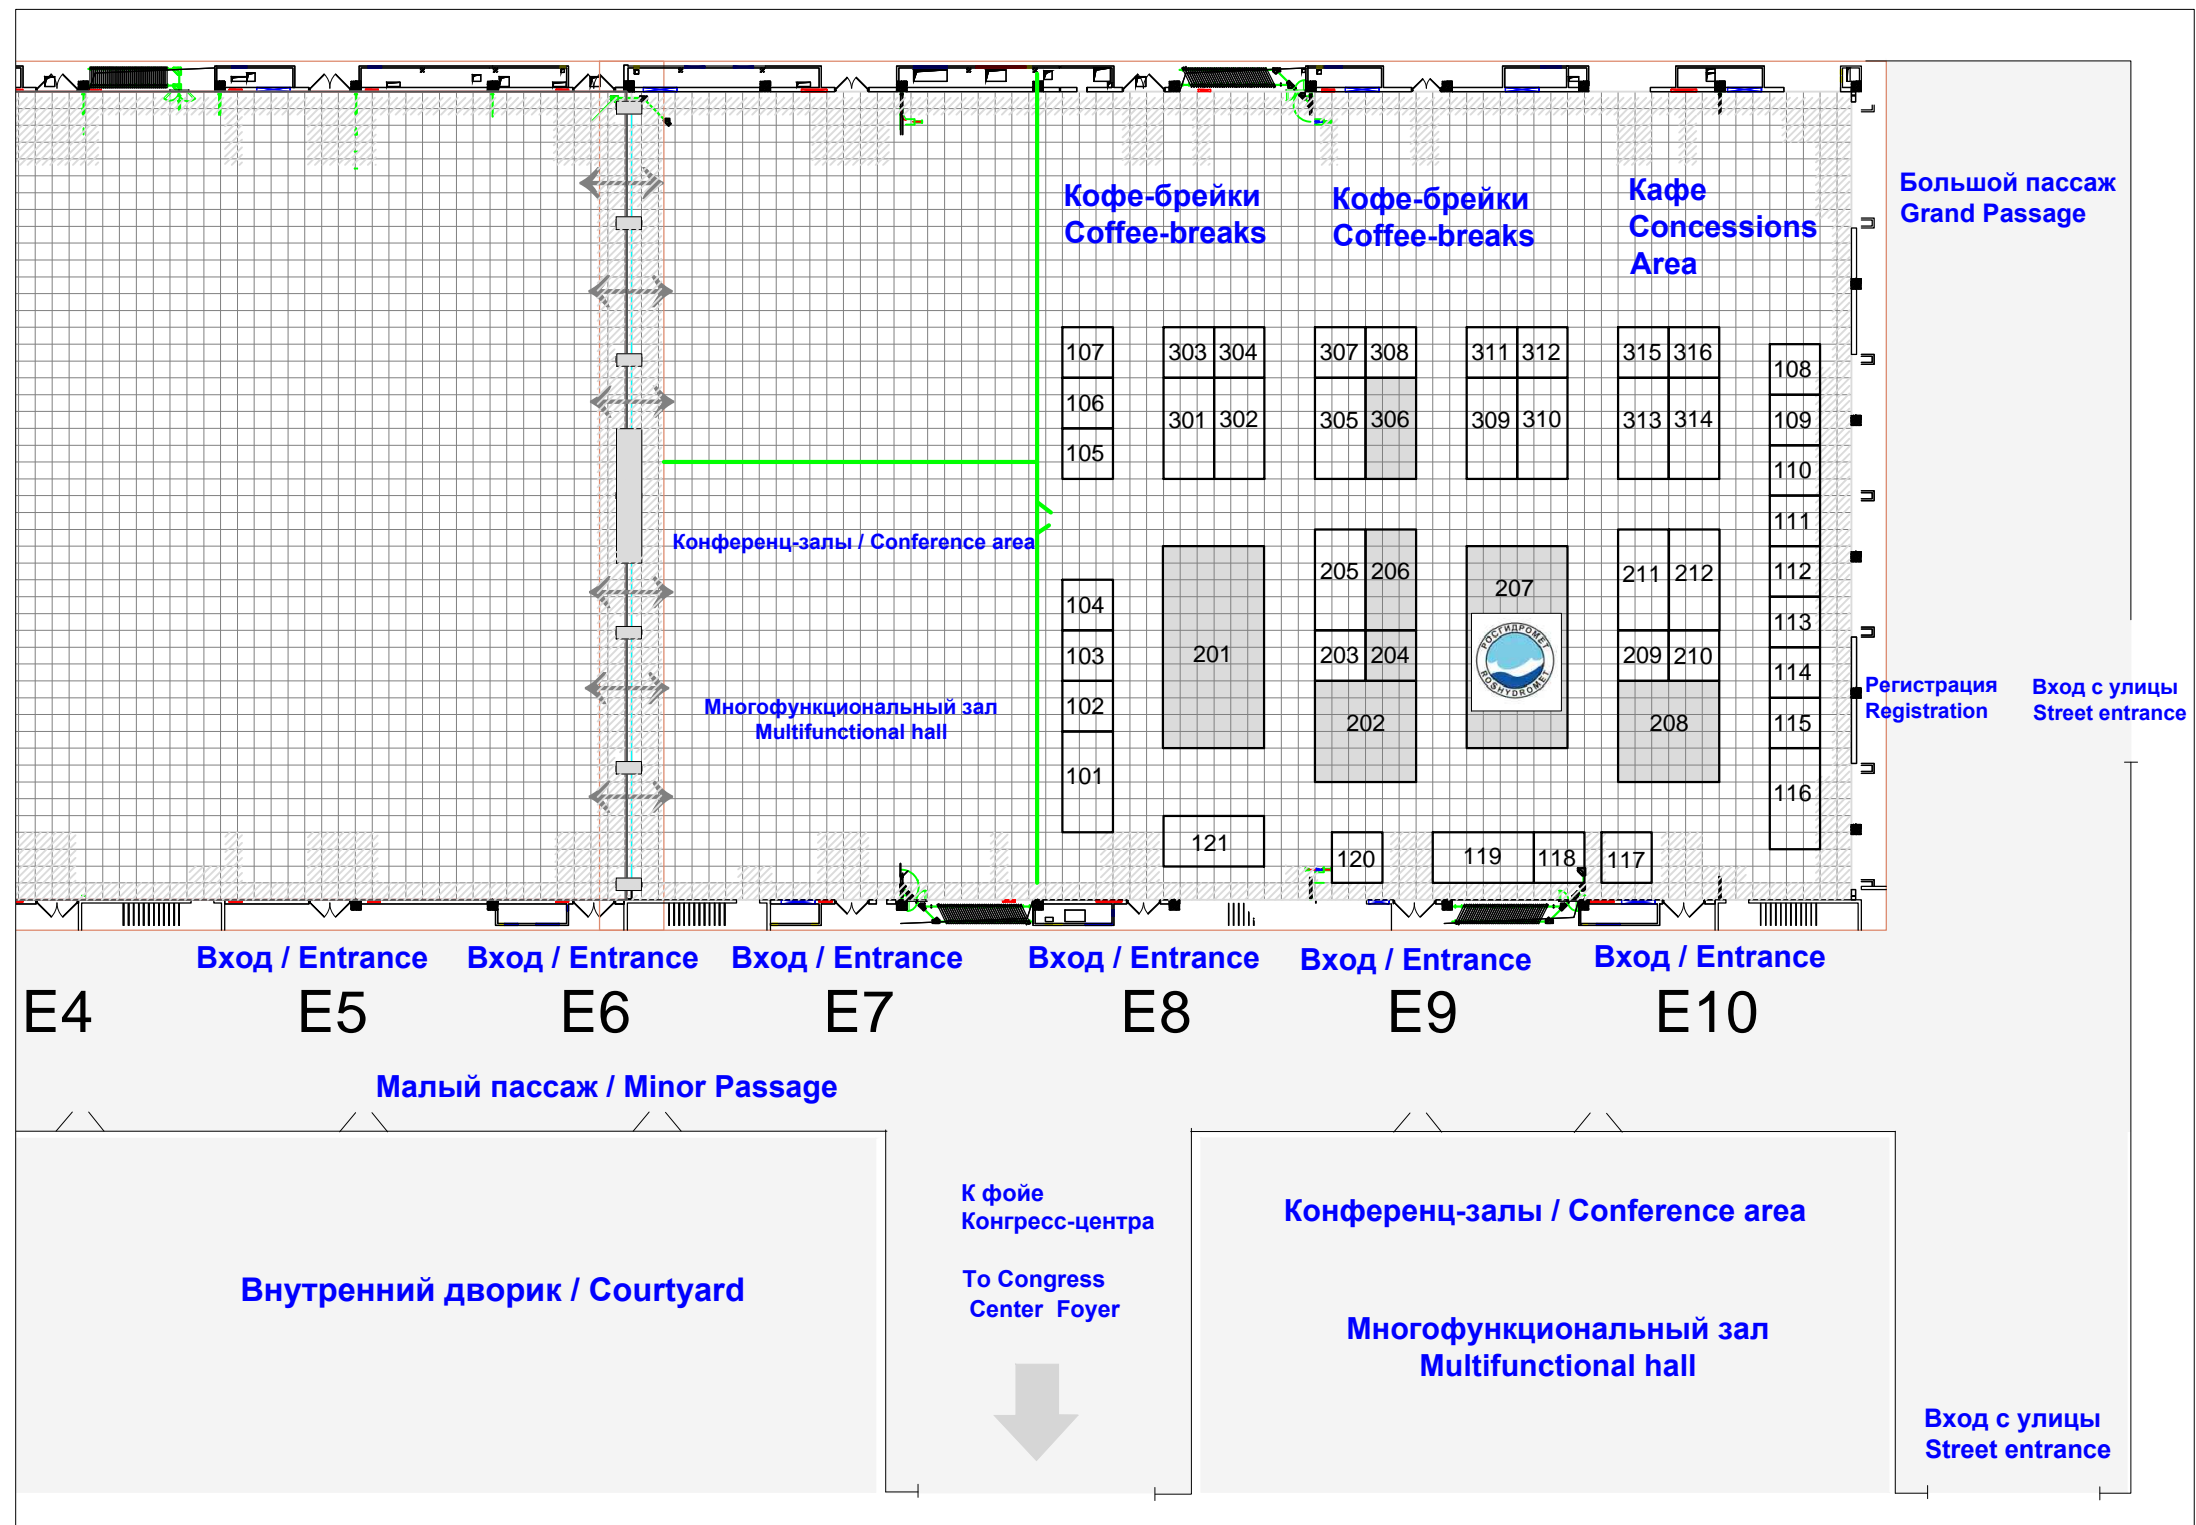 Кофе-брейки
Coffee-breaks
Кофе-брейки
Coffee-breaks
Кафе
Concessions
Area
Большой пассаж
Grand Passage
107
303 304
307 308
311 312
315 316
108
106
301 302
305 306
309 310
313 314
109
105
110
111
Конференц-залы / Conference area
205 206
207
211 212
112
104
113
103
201
203 204
РОСГИДРОМЕТ
ROSHYDROMET
209 210
114
Регистрация
Registration
Вход с улицы
Street entrance
Многофункциональный зал
Multifunctional hall
102
202
208
115
101
116
121
120
119
118
117
Вход / Entrance
Вход / Entrance
Вход / Entrance
Вход / Entrance
Вход / Entrance
Вход / Entrance
E4
E5
E6
E7
E8
E9
E10
Малый пассаж / Minor Passage
К фойе
Конгресс-центра
To Congress
Center Foyer
Конференц-залы / Conference area
Внутренний дворик / Courtyard
Многофункциональный зал
Multifunctional hall
Вход с улицы
Street entrance